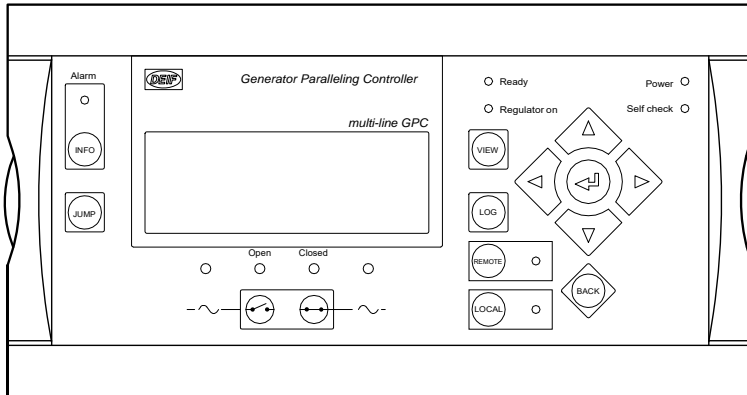 Alarm
INFO
JUMP
DEIF
Generator Paralleling Controller
multi-line GPC
Open
Closed
Ready
Regulator on
Power
Self check
VIEW
LOG
REMOTE
LOCAL
BACK